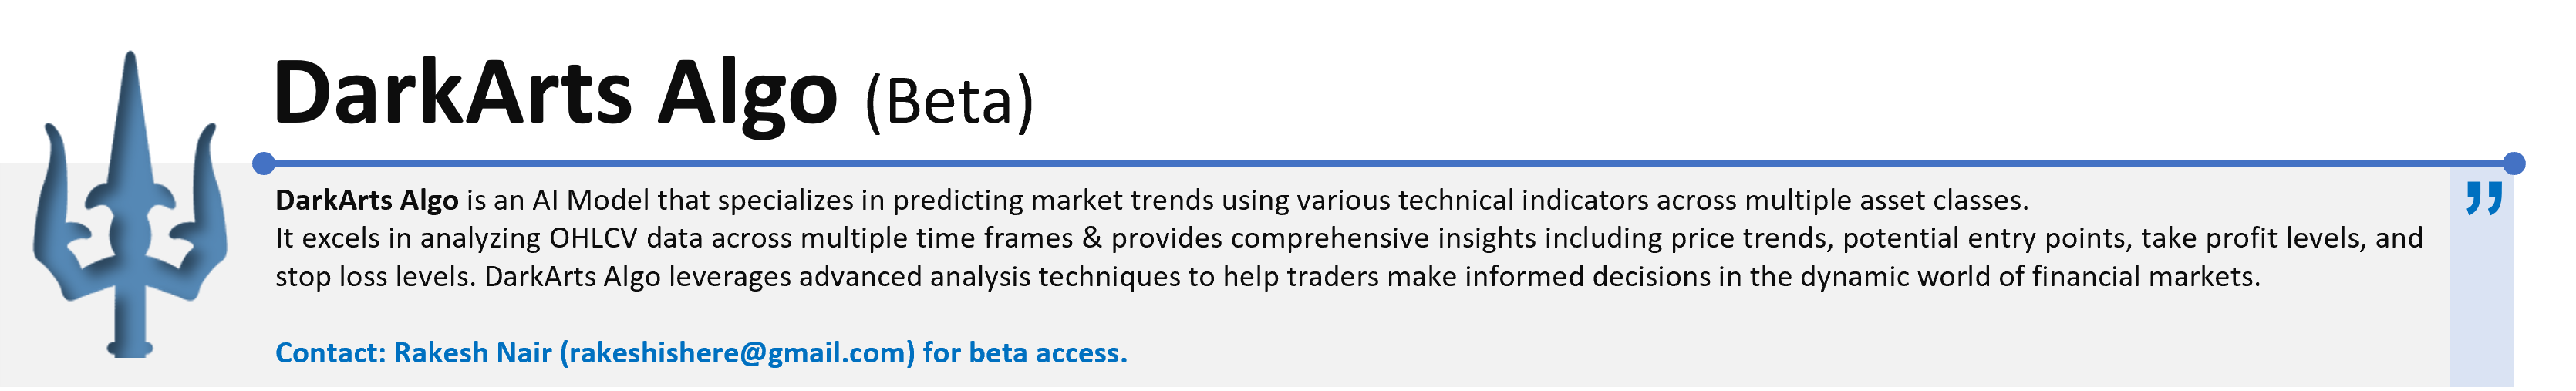 DarkArts Algo (Beta)
DarkArts Algo is an AI Model that specializes in predicting market trends using various technical indicators across multiple asset classes.
It excels in analyzing OHLCV data across multiple time frames & provides comprehensive insights including price trends, potential entry points, take profit levels, and
stop loss levels. DarkArts Algo leverages advanced analysis techniques to help traders make informed decisions in the dynamic world of financial markets.
Contact: Rakesh Nair (rakeshishere@gmail.com) for beta access.
”